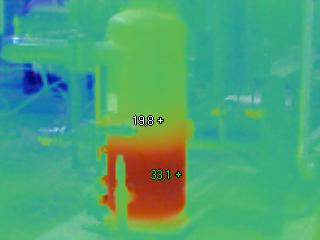 19,8 +
33,1 +